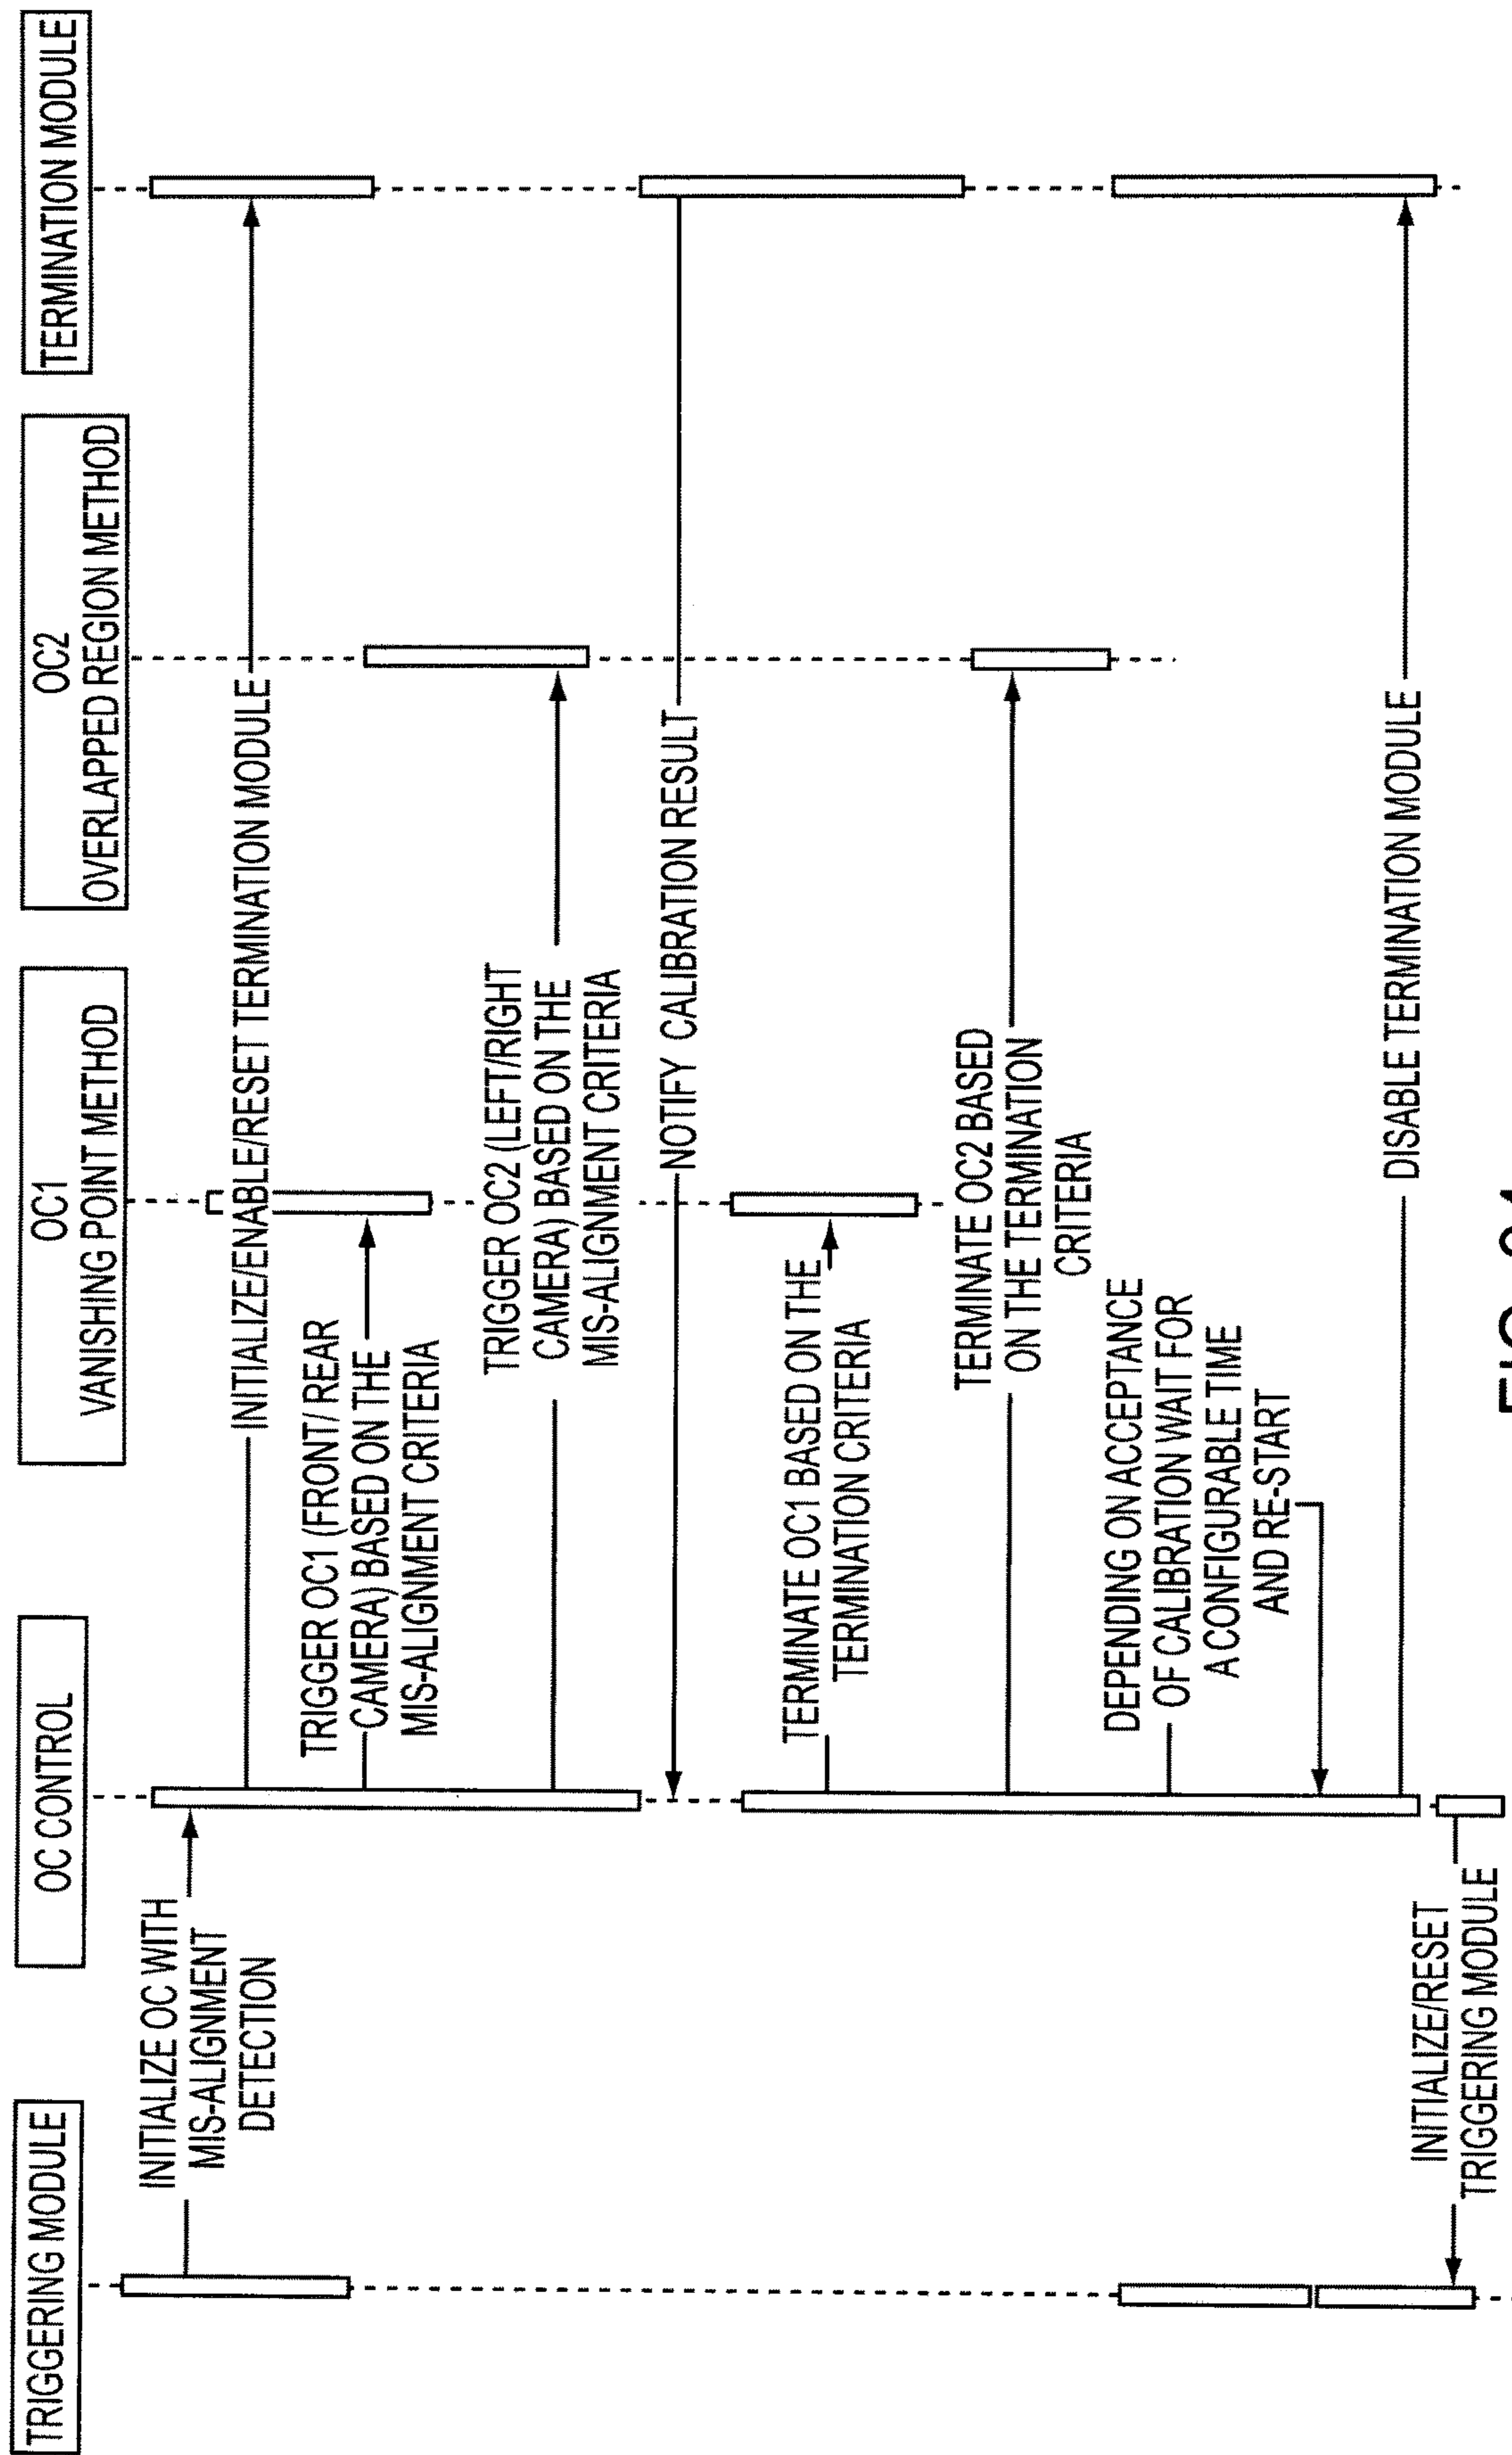 TRIGGERING MODULE
OC CONTROL
OC1
VANISHING POINT METHOD
OC2
OVERLAPPED REGION METHOD
TERMINATION MODULE
INITIALIZE OC WITH
MIS-ALIGNMENT
DETECTION
INITIALIZE/ENABLE/RESET TERMINATION MODULE
TRIGGER OC1 (FRONT/ REAR
CAMERA) BASED ON THE
MIS-ALIGNMENT CRITERIA
TRIGGER OC2 (LEFT/RIGHT
CAMERA) BASED ON THE
MIS-ALIGNMENT CRITERIA
NOTIFY CALIBRATION RESULT
TERMINATE OC1 BASED ON THE
TERMINATION CRITERIA
TERMINATE OC2 BASED
ON THE TERMINATION
CRITERIA
DEPENDING ON ACCEPTANCE
OF CALIBRATION WAIT FOR
A CONFIGURABLE TIME
AND RE-START
DISABLE TERMINATION MODULE
INITIALIZE/RESET
TRIGGERING MODULE
FIG